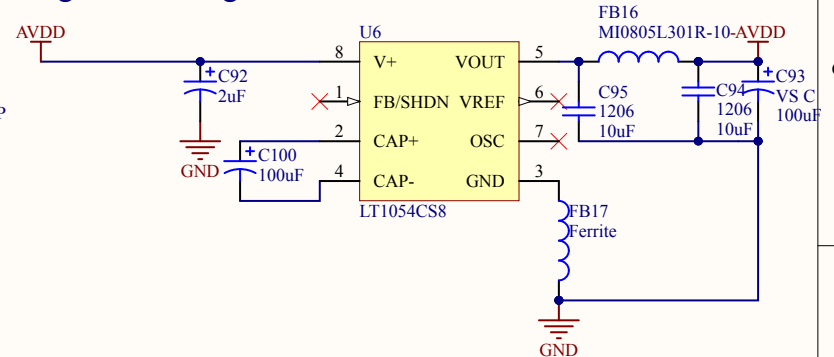 FB16
MI0805L301R-10
-AVDD
AVDD
U6
8
V+
VOUT
5
C92
2uF
1
FB/SHDN
VREF
6
C95
1206
10uF
C94
1206
10uF
C93
VS C
100uF
2
CAP+
OSC
7
GND
C100
100uF
4
CAP-
GND
3
LT1054CS8
FB17
Ferrite
GND